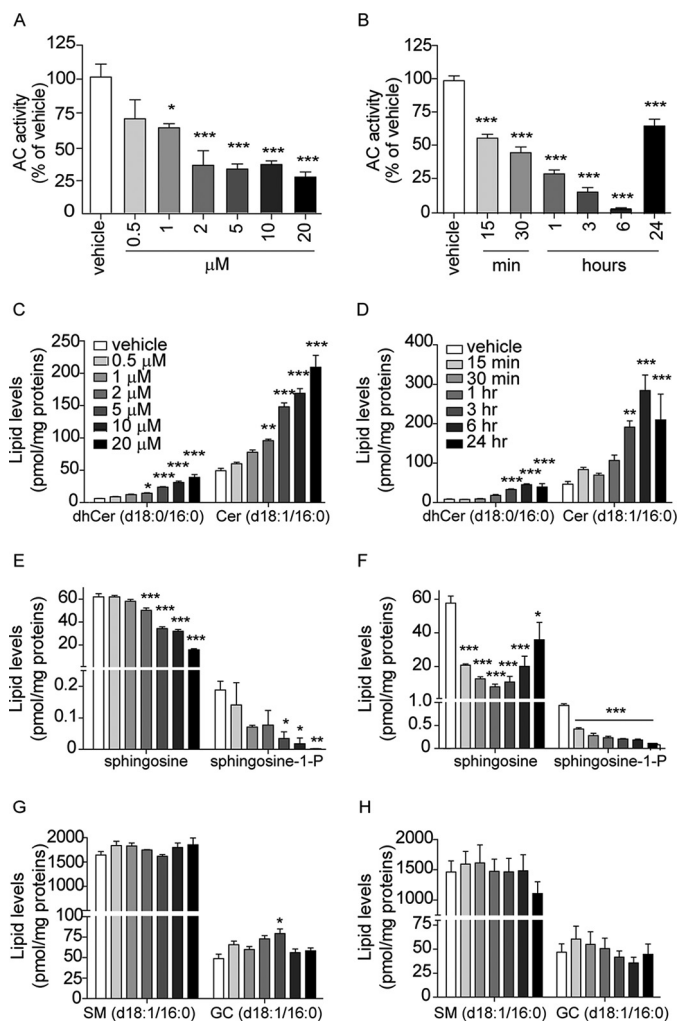 A
AC activity
(% of vehicle)
125
100
75
50
25
0
*
***
***
***
***
vehicle
0.5
1
2
5
10
20
μM
B
AC activity
(% of vehicle)
125
100
75
50
25
0
***
***
***
***
***
***
vehicle
15
30
1
3
6
24
min
hours
C
Lipid levels
(pmol/mg proteins)
250
200
150
100
50
0
vehicle
0.5 μM
1 μM
2 μM
5 μM
10 μM
20 μM
*
***
***
***
**
***
***
***
dhCer (d18:0/16:0)
Cer (d18:1/16:0)
D
Lipid levels
(pmol/mg proteins)
400
300
200
100
0
vehicle
15 min
30 min
1 hr
3 hr
6 hr
24 hr
***
***
***
**
***
***
dhCer (d18:0/16:0)
Cer (d18:1/16:0)
E
Lipid levels
(pmol/mg proteins)
60
40
20
0.2
0.1
0
***
***
***
***
*
*
**
sphingosine
sphingosine-1-P
F
Lipid levels
(pmol/mg proteins)
60
40
20
1.0
0.5
0
***
***
***
***
***
*
***
sphingosine
sphingosine-1-P
G
Lipid levels
(pmol/mg proteins)
2000
1500
1000
100
75
50
25
0
*
SM (d18:1/16:0)
GC (d18:1/16:0)
H
Lipid levels
(pmol/mg proteins)
2000
1500
1000
500
75
50
25
0
SM (d18:1/16:0)
GC (d18:1/16:0)